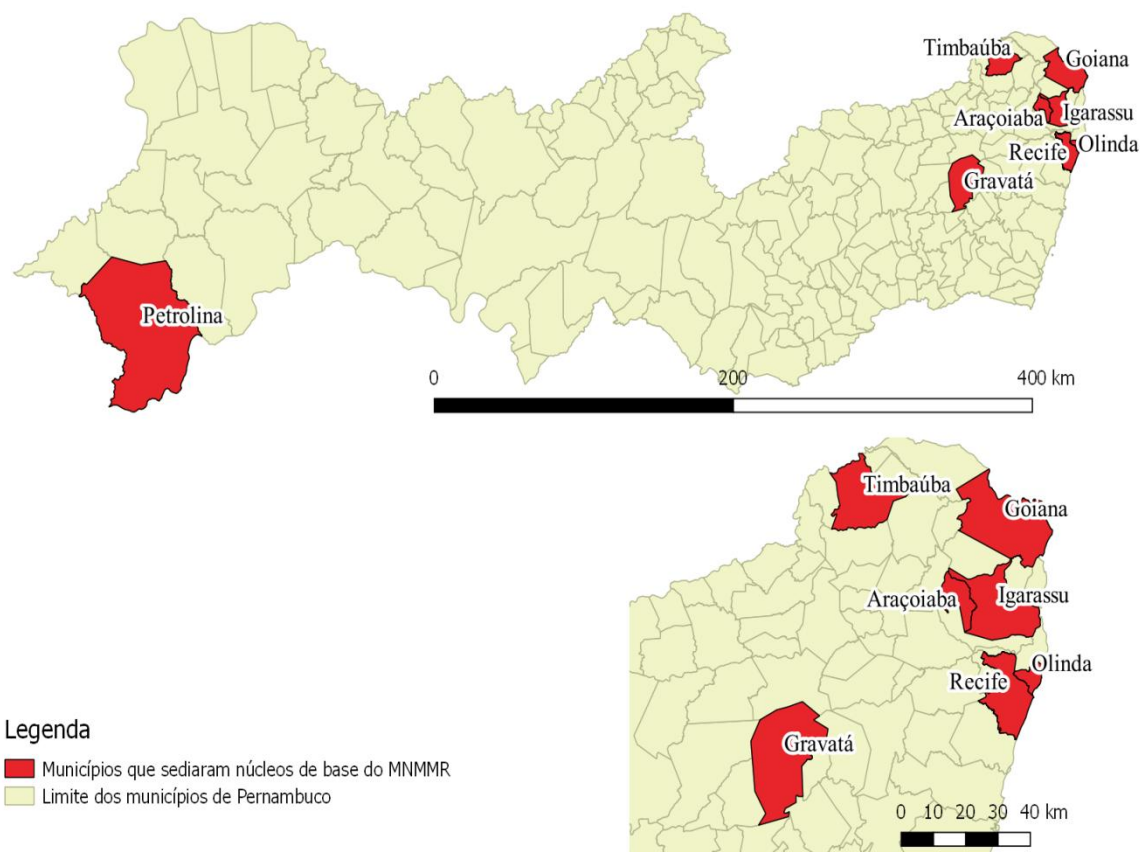 Timbaúba
Goiana
Araçoiaba
Igarassu
Recife
Olinda
Gravatá
Petrolina
0 200 400 km
Timbaúba
Goiana
Araçoiaba
Igarassu
Olinda
Recife
Gravatá
Legenda
Municípios que sediaram núcleos de base do MNMMR
Limite dos municípios de Pernambuco
0 10 20 30 40 km